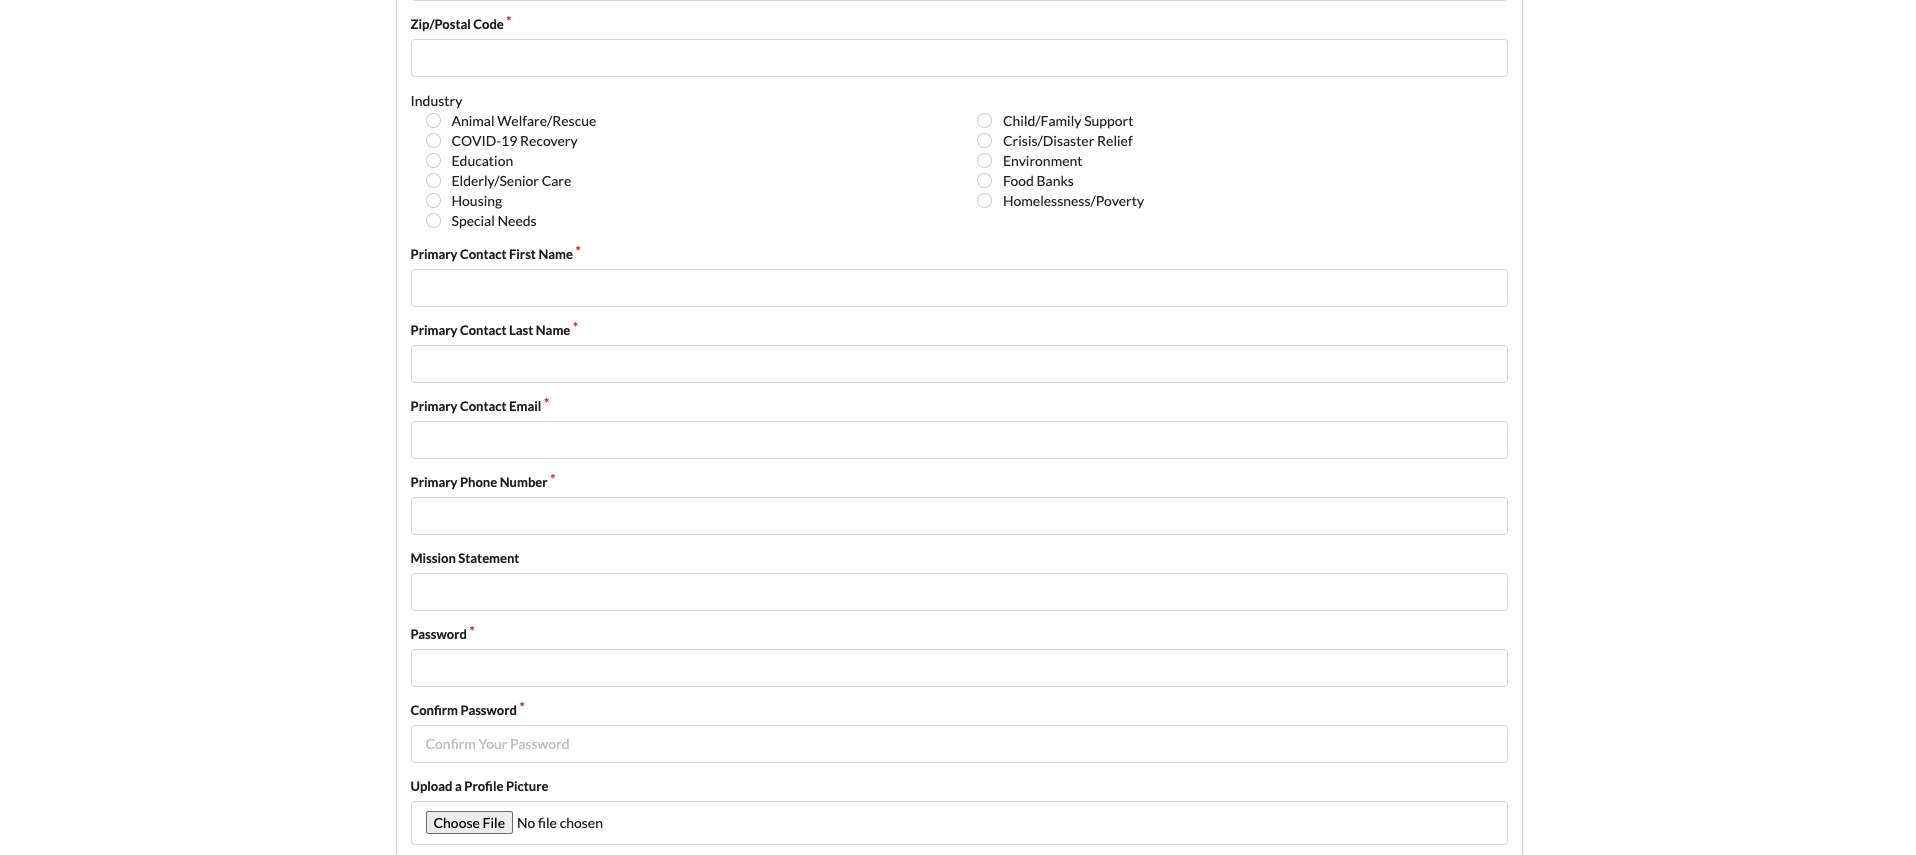 Zip/Postal Code *
Industry
Animal Welfare/Rescue Child/Family Support
COVID-19 Recovery Crisis/Disaster Relief
Education Environment
Elderly/Senior Care Food Banks
Housing Homelessness/Poverty
Special Needs
Primary Contact First Name *
Primary Contact Last Name *
Primary Contact Email *
Primary Phone Number *
Mission Statement
Password *
Confirm Password *
Confirm Your Password
Upload a Profile Picture
Choose File No file chosen